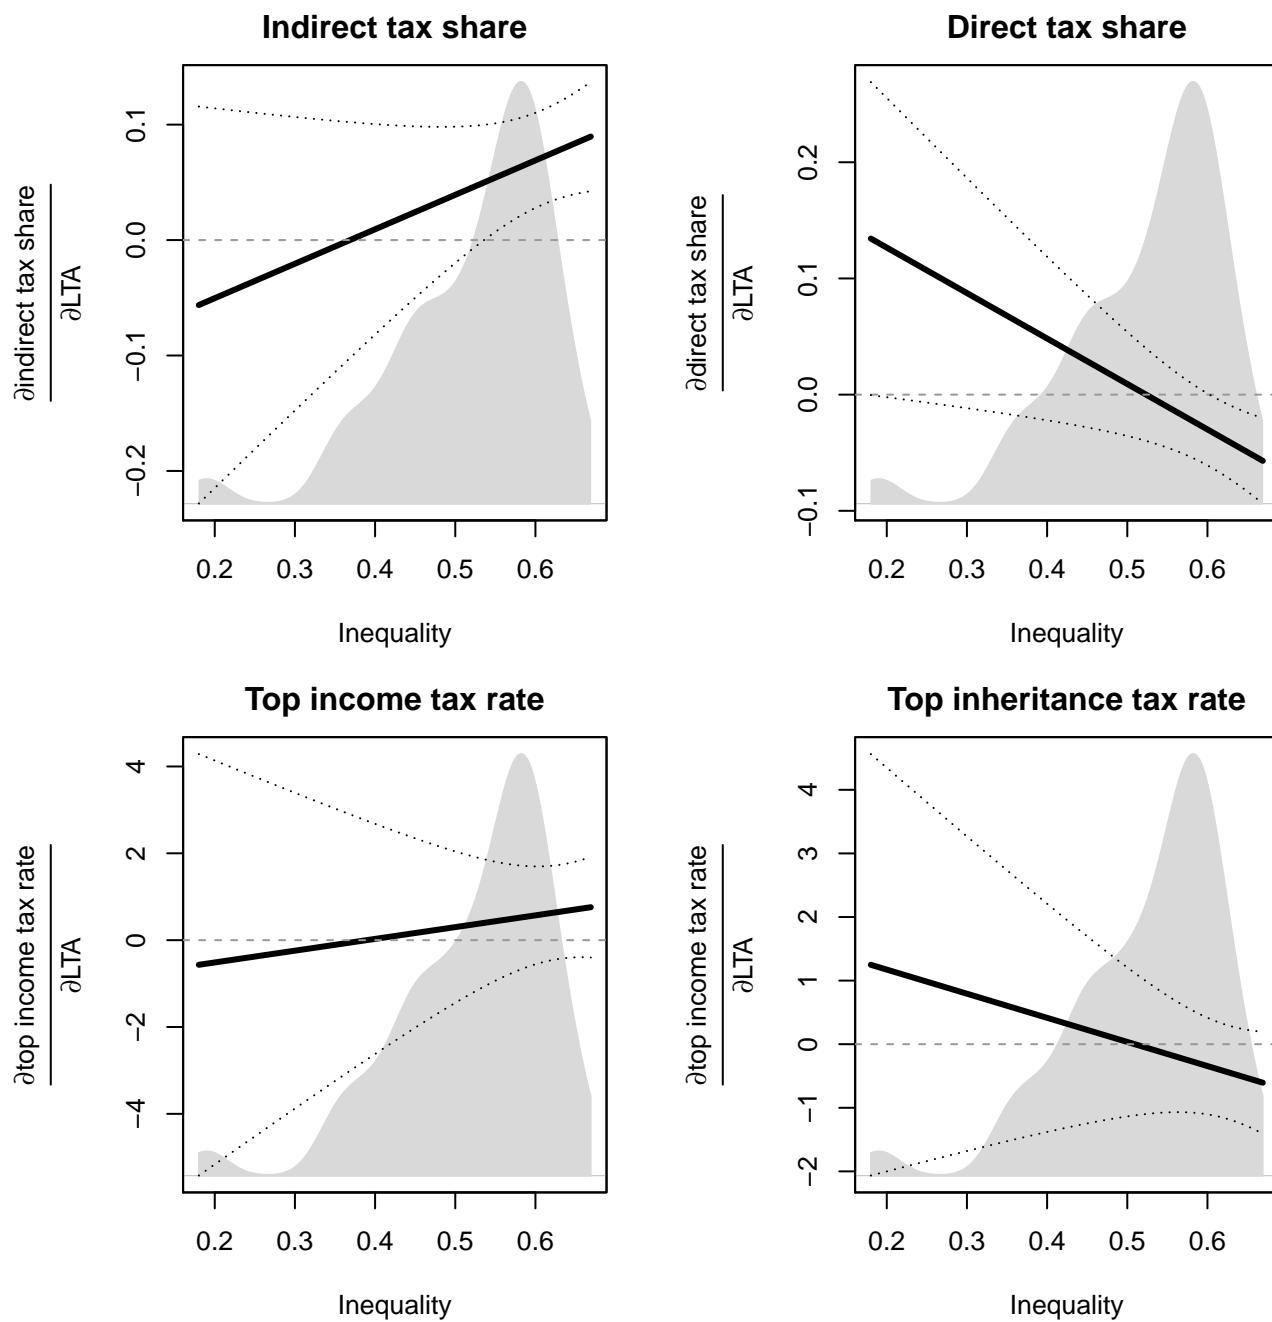 Indirect tax share
∂indirect tax share
∂LTA
0.1
0.0
−0.1
−0.2
0.2 0.3 0.4 0.5 0.6
Inequality
Direct tax share
∂direct tax share
∂LTA
0.2
0.1
0.0
−0.1
0.2 0.3 0.4 0.5 0.6
Inequality
Top income tax rate
∂top income tax rate
∂LTA
4
2
0
−2
−4
0.2 0.3 0.4 0.5 0.6
Inequality
Top inheritance tax rate
∂top income tax rate
∂LTA
4
3
2
1
0
−1
−2
0.2 0.3 0.4 0.5 0.6
Inequality